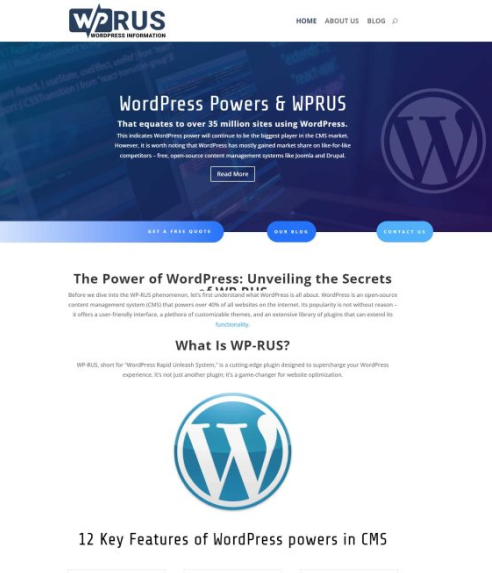 WPRUS
WORDPRESS INFORMATION
HOME ABOUT US BLOG
WordPress Powers & WPRUS
That equates to over 35 million sites using WordPress.
This indicates WordPress power will continue to be the biggest player in the CMS market.
However, it is worth noting that WordPress has mostly gained market share on like-for-like
competitors – free, open-source content management systems like Joomla and Drupal.
Read More
GET A FREE QUOTE
OUR BLOG
CONTACT US
The Power of WordPress: Unveiling the Secrets
of WP-RUS
Before we dive into the WP-RUS phenomenon, let's first understand what WordPress is all about. WordPress is an open-source
content management system (CMS) that powers over 40% of all websites on the internet. Its popularity is not without reason –
it offers a user-friendly interface, a plethora of customizable themes, and an extensive library of plugins that can extend its
functionality.
What Is WP-RUS?
WP-RUS, short for "WordPress Rapid Unleash System," is a cutting-edge plugin designed to supercharge your WordPress
experience. It's not just another plugin; it's a game-changer for website optimization.
12 Key Features of WordPress powers in CMS